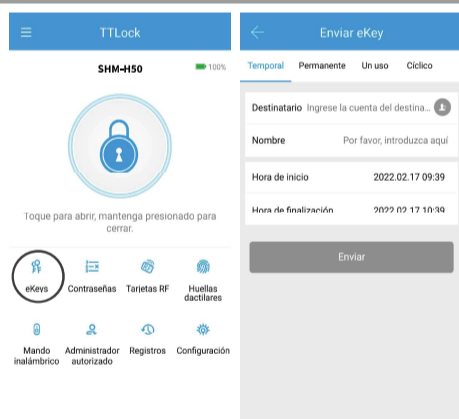 TTLock
SHM-H50
100%
Toque para abrir, mantenga presionado para
cerrar.
eKeys
Contraseñas
Tarjetas RF
Huellas
dactilares
Mando
inalámbrico
Administrador
autorizado
Registros
Configuración
Enviar eKey
Temporal Permanente Un uso Cíclico
Destinatario Ingrese la cuenta del destina...
Nombre Por favor, introduzca aquí
Hora de inicio 2022.02.17 09:39
Hora de finalización 2022.02.17 10:39
Enviar